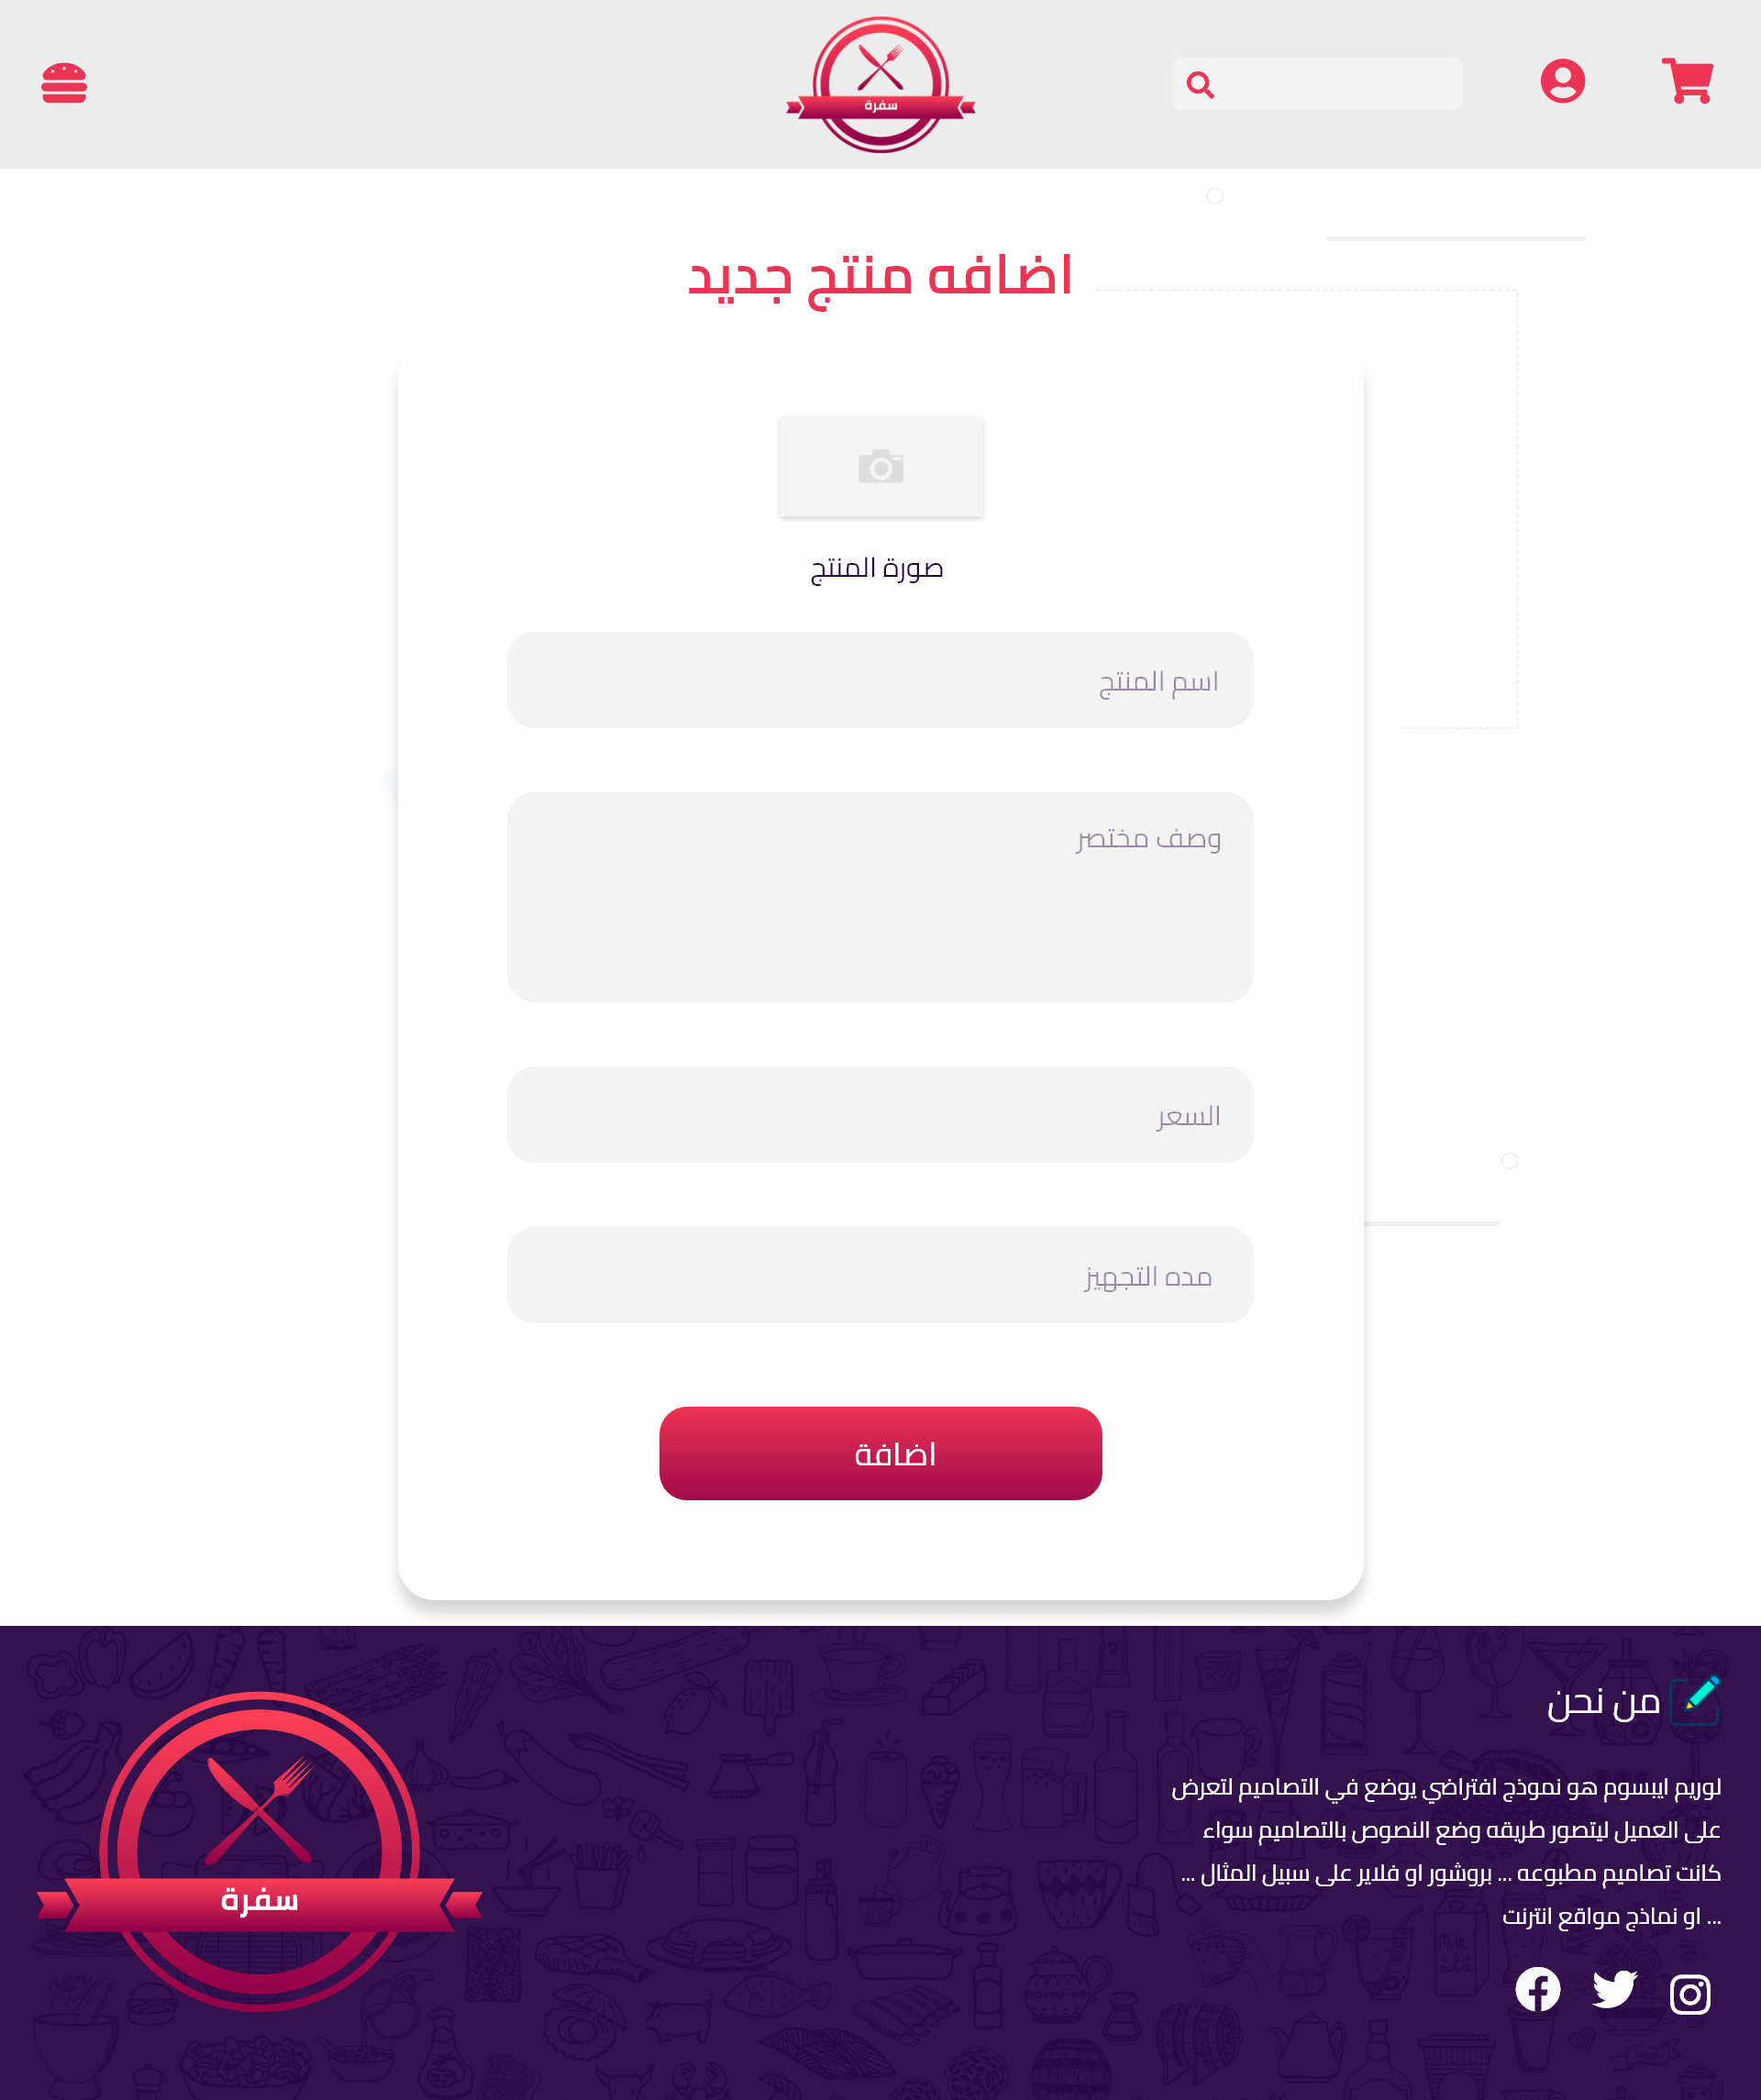 سفرة
اضافه منتج جديد
صورة المنتج
اسم المنتج
وصف مختصر
السعر
مده التجهيز
اضافة
من نحن
لوريم ايبسوم هو نموذج افتراضي يوضع في التصاميم لتعرض
على العميل ليتصور طريقه وضع النصوص بالتصاميم سواء
كانت تصاميم مطبوعه ... بروشور او فلاير على سبيل المثال ...
... او نماذج مواقع انترنت
سفرة